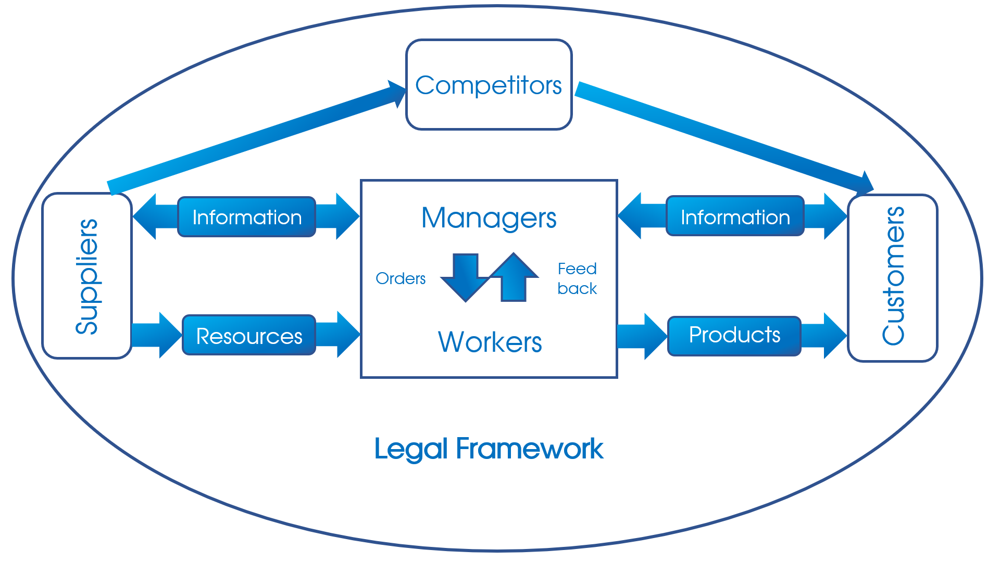 Competitors
Suppliers
Information
Resources
Managers
Orders
Feed
back
Workers
Information
Products
Customers
Legal Framework